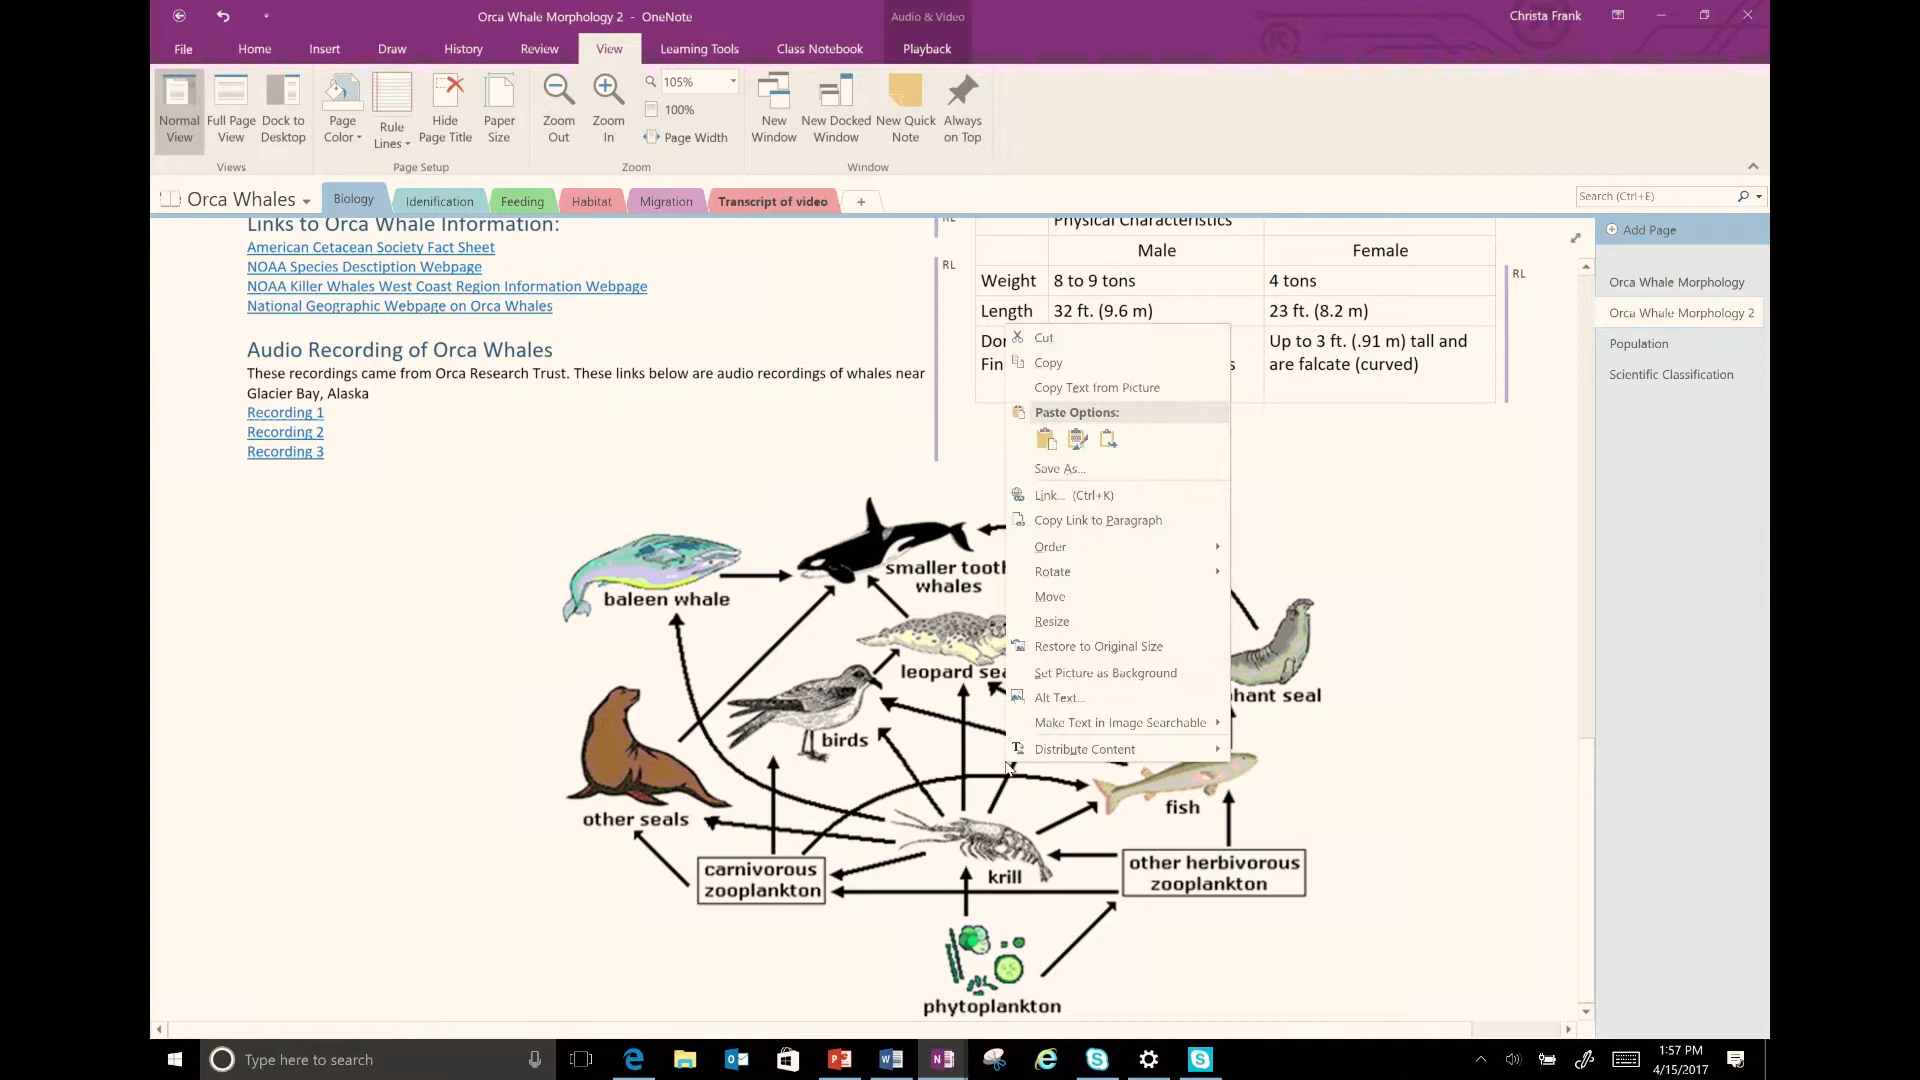 Orca Whale Morphology 2 - OneNote
Audio & Video
Christa Frank
File Home Insert Draw History Review View Learning Tools Class Notebook Playback
Normal View
Full Page View
Dock to Desktop
Page Color
Rule Lines
Hide Page Title
Paper Size
Zoom Out
Zoom In
105%
100%
Page Width
New Window
New Docked Window
New Quick Note
Always on Top
Views Page Setup Zoom Window
Orca Whales Biology Idenification Feeding Habitat Migration Transcript of video +
Search (Ctrl+E)
Links to Orca Whale Information:
American Cetacean Society Fact Sheet
NOAA Species Desctiption Webpage
NOAA Killer Whales West Coast Region Information Webpage
National Geographic Webpage on Orca Whales
Audio Recording of Orca Whales
These recordings came from Orca Research Trust. These links below are audio recordings of whales near
Glacier Bay, Alaska
Recording 1
Recording 2
Recording 3
RL
RL
Physical Characteristics
Male Female
Weight 8 to 9 tons 4 tons
Length 32 ft. (9.6 m) 23 ft. (8.2 m)
Dor
Fin
s
Up to 3 ft. (.91 m) tall and
are falcate (curved)
RL
Cut
Copy
Copy Text from Picture
Paste Options:
Save As...
Link... (Ctrl+K)
Copy Link to Paragraph
Order
Rotate
Move
Resize
Restore to Original Size
Set Picture as Background
Alt Text...
Make Text in Image Searchable
Distribute Content
baleen whale
smaller tooth
whales
leopard sea
phant seal
birds
other seals
fish
carnivorous
zooplankton
krill
other herbivorous
zooplankton
phytoplankton
Add Page
Orca Whale Morphology
Orca Whale Morphology 2
Population
Scientific Classification
Type here to search
1:57 PM
4/15/2017